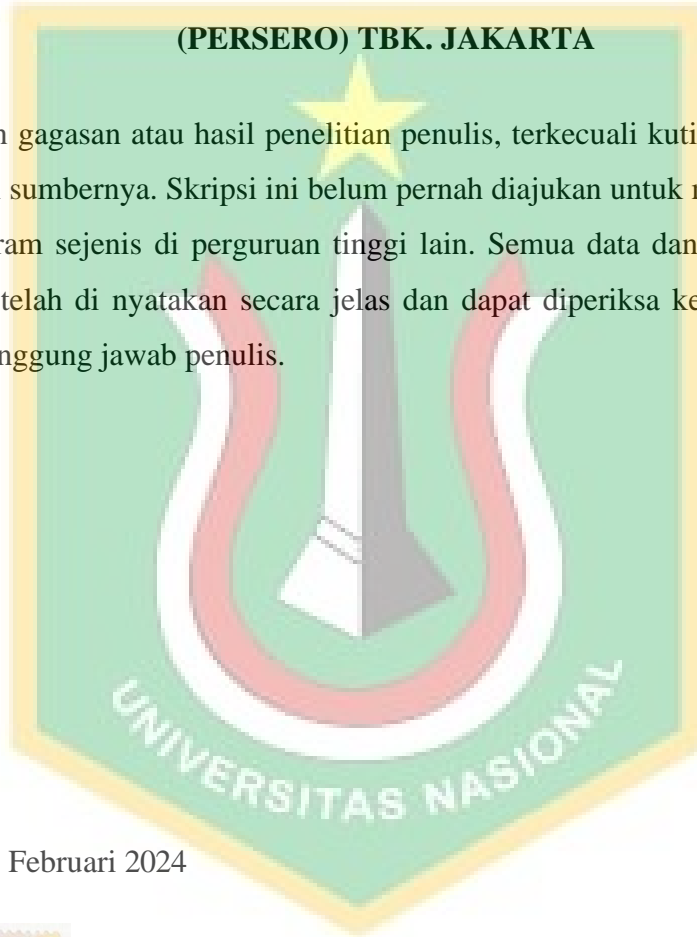 (PERSERO) TBK. JAKARTA
gagasan atau hasil penelitian penulis, terkecuali kuti
sumbernya. Skripsi ini belum pernah diajukan untuk
ram sejenis di perguruan tinggi lain. Semua data dan
telah di nyatakan secara jelas dan dapat diperiksa ke
nggung jawab penulis.
UNIVERSITAS NASIONAL
Februari 2024